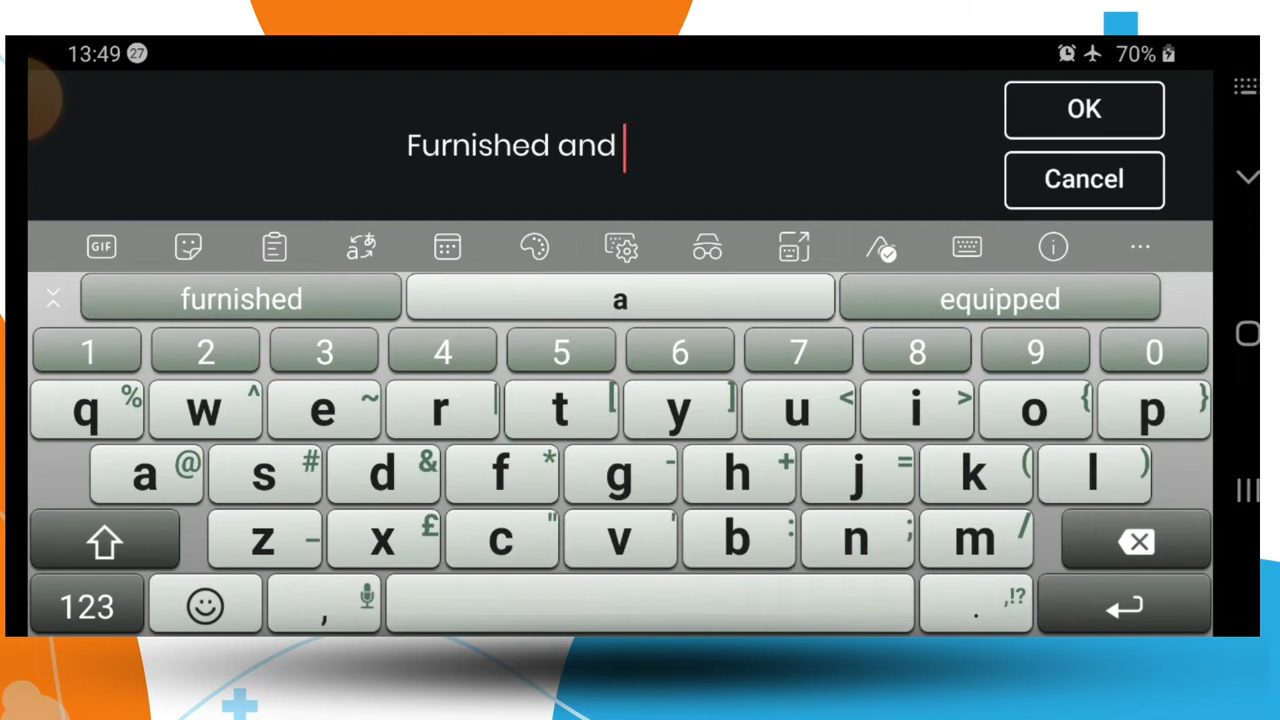 13:49 27 70%
Furnished and
OK
Cancel
GIF
furnished a equipped
1 2 3 4 5 6 7 8 9 0
q % w ^ e ~ r | t [ y ] u < i > o { p }
a @ s # d & f * g - h + j = k ( l )
z _ x £ c " v ' b : n ; m /
123 , . ,!?